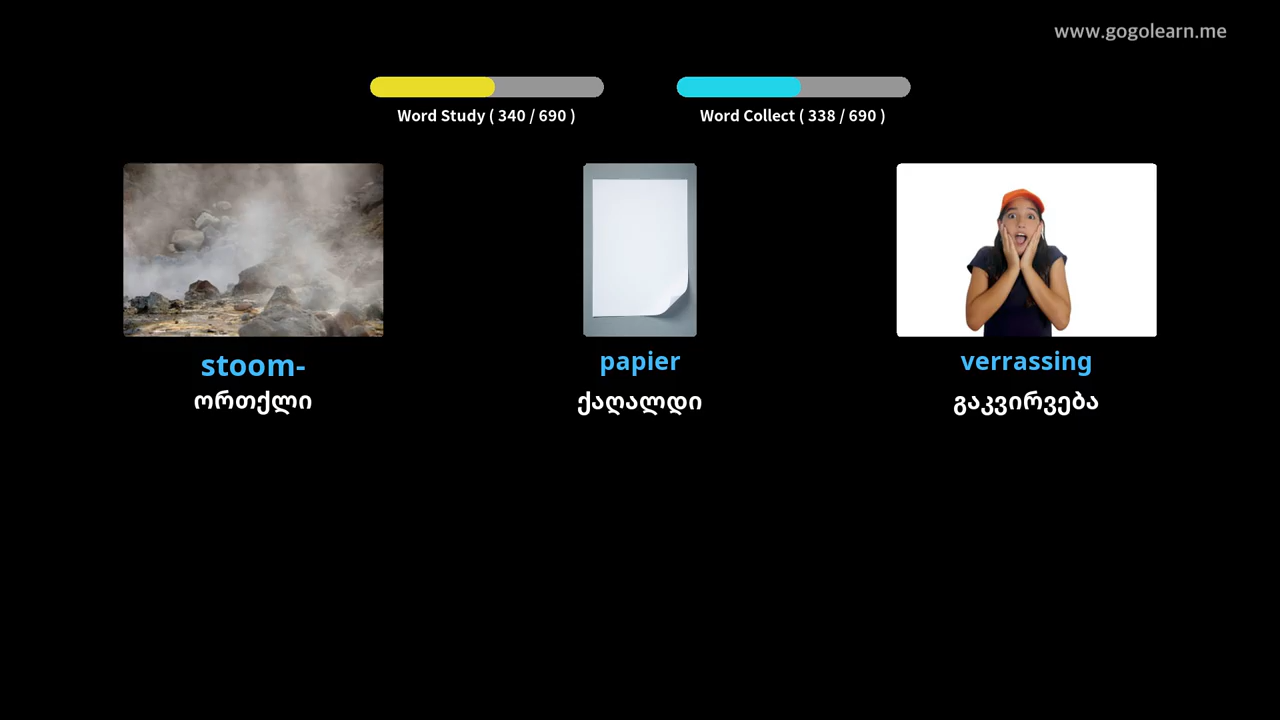 www.gogolearn.me
Word Study ( 340 / 690 )
Word Collect ( 338 / 690 )
stoom-
ორთქლი
papier
ქაღალდი
verrassing
გაკვირვება